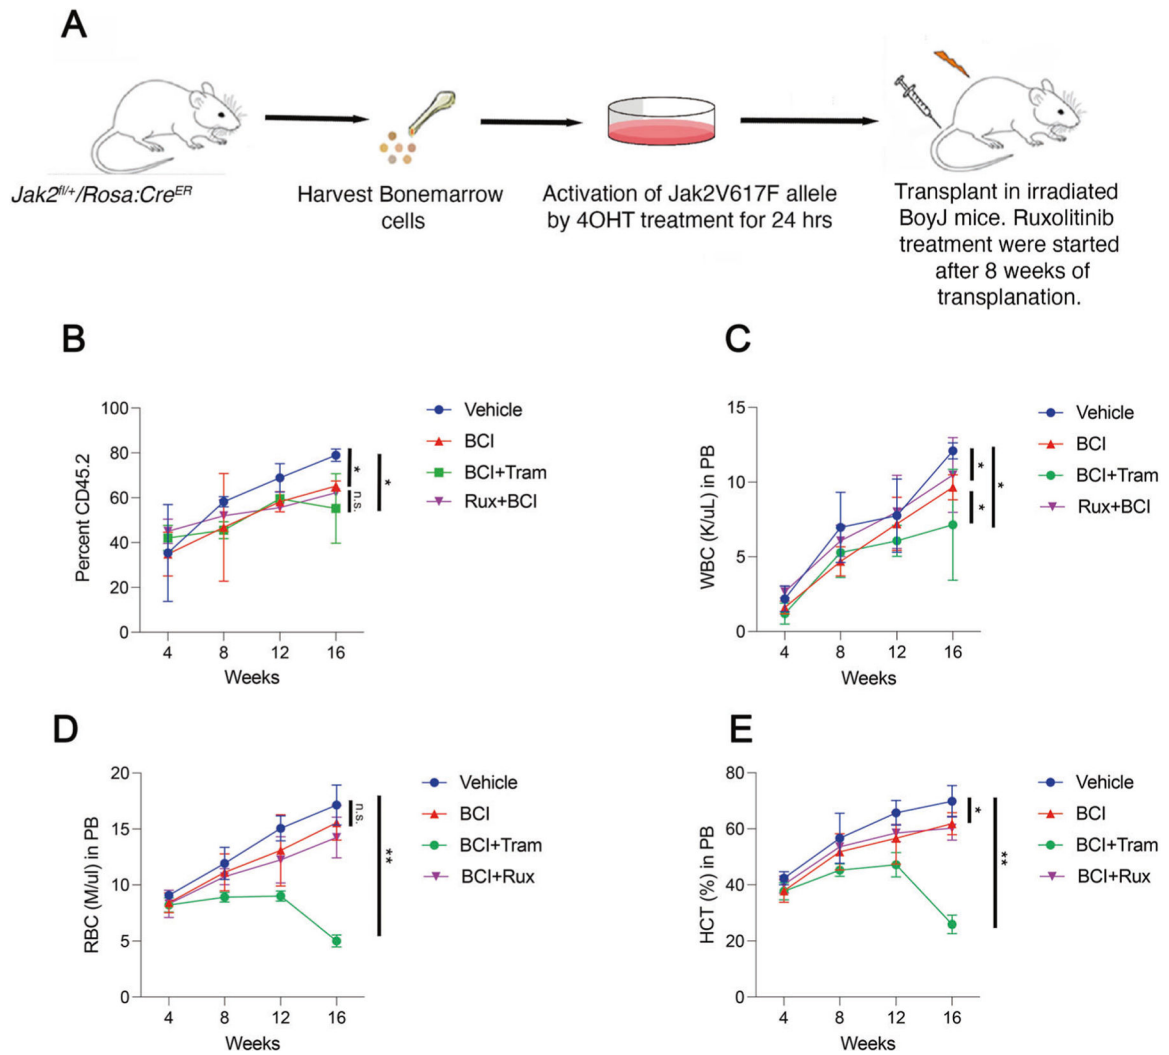 A
Jak2fl/+/Rosa:CreER
Harvest Bonemarrow
cells
Activation of Jak2V617F allele
by 4OHT treatment for 24 hrs
Transplant in irradiated
BoyJ mice. Ruxolitinib
treatment were started
after 8 weeks of
transplanation.
B
Percent CD45.2
100
80
60
40
20
0
4 8 12 16
Weeks
Vehicle
BCI
BCI+Tram
Rux+BCI
*
n.s.
*
C
WBC (K/uL) in PB
15
10
5
0
4 8 12 16
Weeks
Vehicle
BCI
BCI+Tram
Rux+BCI
*
*
*
D
RBC (M/ul) in PB
20
15
10
5
0
4 8 12 16
Weeks
Vehicle
BCI
BCI+Tram
BCI+Rux
n.s
**
E
HCT (%) in PB
80
60
40
20
0
4 8 12 16
Weeks
Vehicle
BCI
BCI+Tram
BCI+Rux
*
**